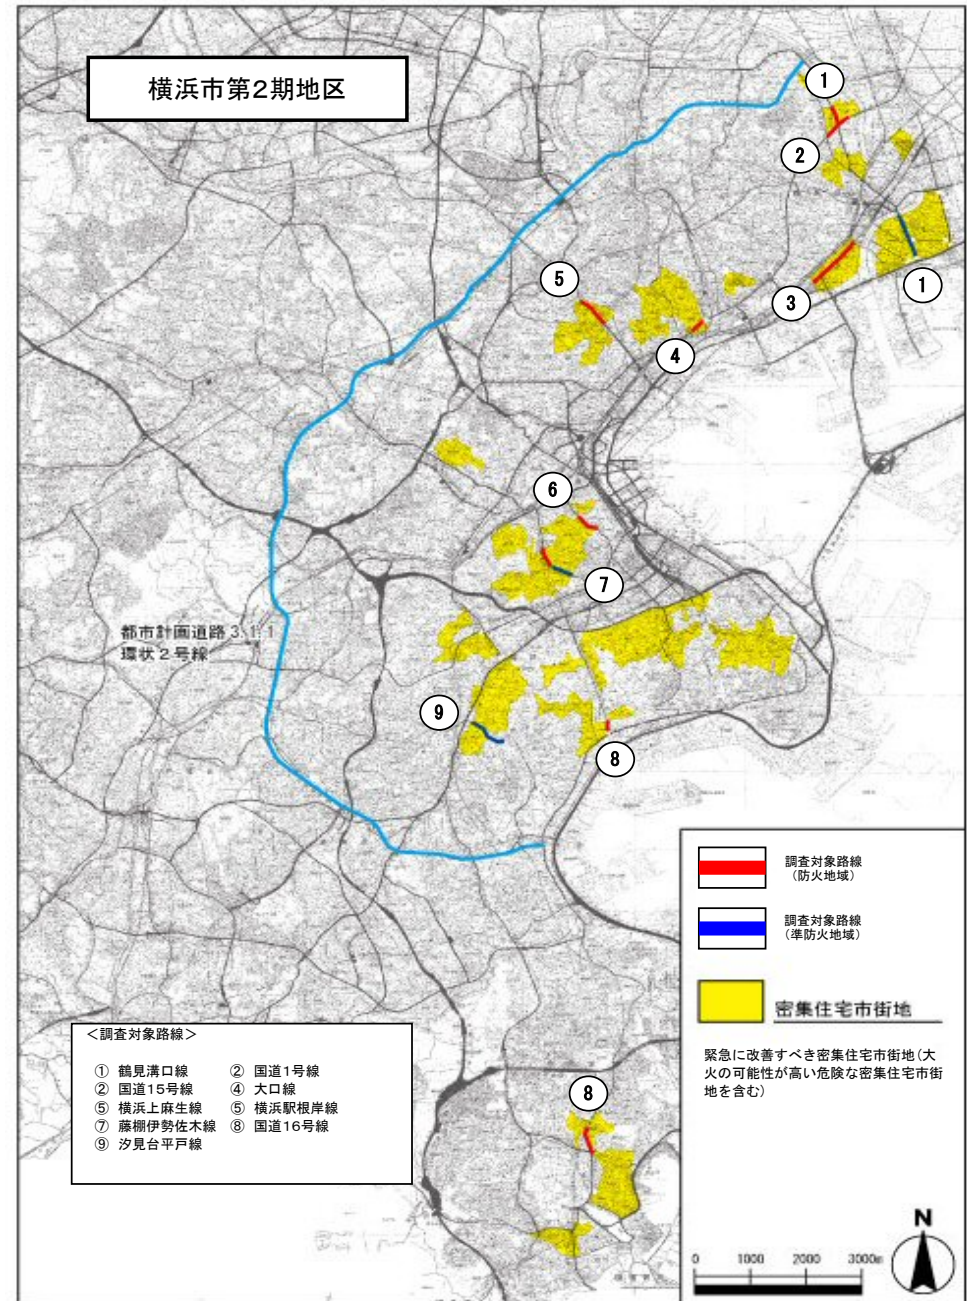 横浜市第2期地区
①
②
③
①
⑤
④
⑥
⑦
都市計画道路 3.1.1
環状2号線
⑨
⑧
⑧
調査対象路線
(防火地域)
調査対象路線
(準防火地域)
密集住宅市街地
緊急に改善すべき密集住宅市街地(大
火の可能性が高い危険な密集住宅市街
地を含む)
<調査対象路線>
① 鶴見溝口線 ② 国道1号線
② 国道15号線 ④ 大口線
⑤ 横浜上麻生線 ⑤ 横浜駅根岸線
⑦ 藤棚伊勢佐木線 ⑧ 国道16号線
⑨ 汐見台平戸線
N
0 1000 2000 3000m